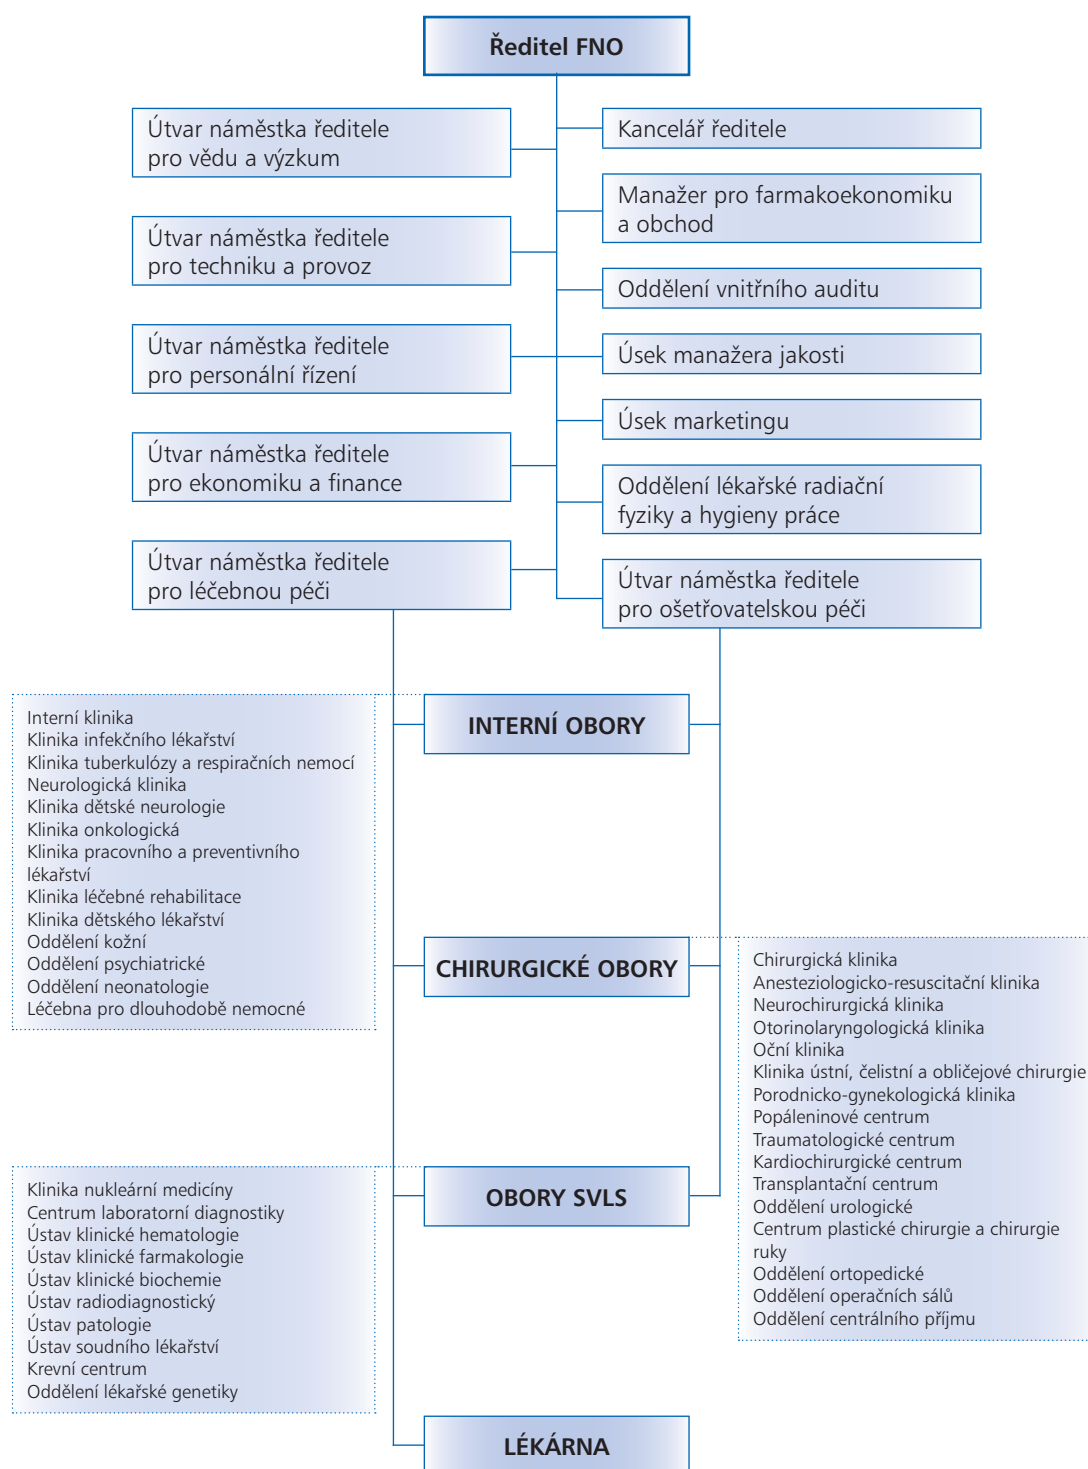 Ředitel FNO
Útvar náměstka ředitele
pro vědu a výzkum
Útvar náměstka ředitele
pro techniku a provoz
Útvar náměstka ředitele
pro personální řízení
Útvar náměstka ředitele
pro ekonomiku a finance
Útvar náměstka ředitele
pro léčebnou péči
Kancelář ředitele
Manažer pro farmakoekonomiku
a obchod
Oddělení vnitřního auditu
Úsek manažera jakosti
Úsek marketingu
Oddělení lékařské radiační
fyziky a hygieny práce
Útvar náměstka ředitele
pro ošetřovatelskou péči
INTERNÍ OBORY
Interní klinika
Klinika infekčního lékařství
Klinika tuberkulózy a respiračních nemocí
Neurologická klinika
Klinika dětské neurologie
Klinika onkologická
Klinika pracovního a preventivního
lékařství
Klinika léčebné rehabilitace
Klinika dětského lékařství
Oddělení kožní
Oddělení psychiatrické
Oddělení neonatologie
Léčebna pro dlouhodobě nemocné
CHIRURGICKÉ OBORY
Chirurgická klinika
Anesteziologicko-resuscitační klinika
Neurochirurgická klinika
Otorinolaryngologická klinika
Oční klinika
Klinika ústní, čelistní a obličejové chirurgie
Porodnicko-gynekologická klinika
Popáleninové centrum
Traumatologické centrum
Kardiochirurgické centrum
Transplantační centrum
Oddělení urologické
Centrum plastické chirurgie a chirurgie
ruky
Oddělení ortopedické
Oddělení operačních sálů
Oddělení centrálního příjmu
OBORY SVLS
Klinika nukleární medicíny
Centrum laboratorní diagnostiky
Ústav klinické hematologie
Ústav klinické farmakologie
Ústav klinické biochemie
Ústav radiodiagnostický
Ústav patologie
Ústav soudního lékařství
Krevní centrum
Oddělení lékařské genetiky
LÉKÁRNA